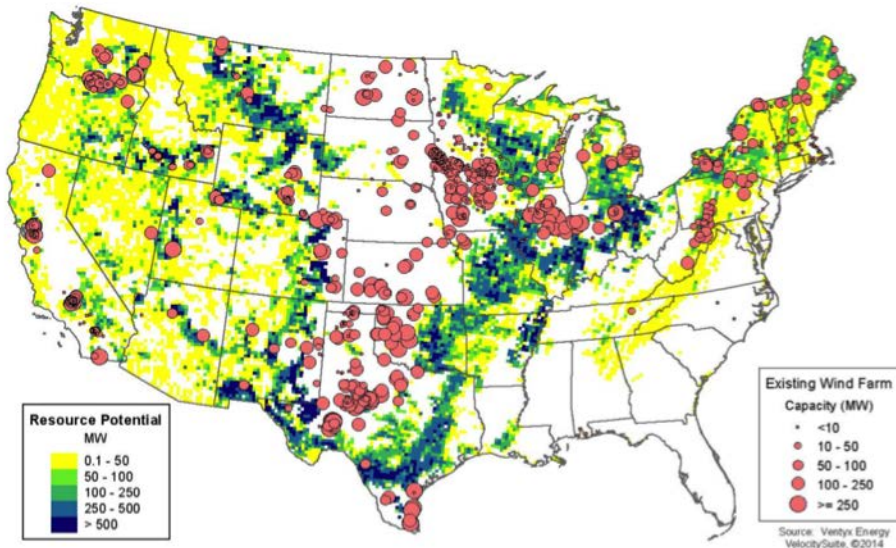 Resource Potential
MW
0.1 - 50
50 - 100
100 - 250
250 - 500
> 500
Existing Wind Farm
Capacity (MW)
<10
10 - 50
50 - 100
100 - 250
>= 250
Source: Ventyx Energy
VelocitySuite, ©2014